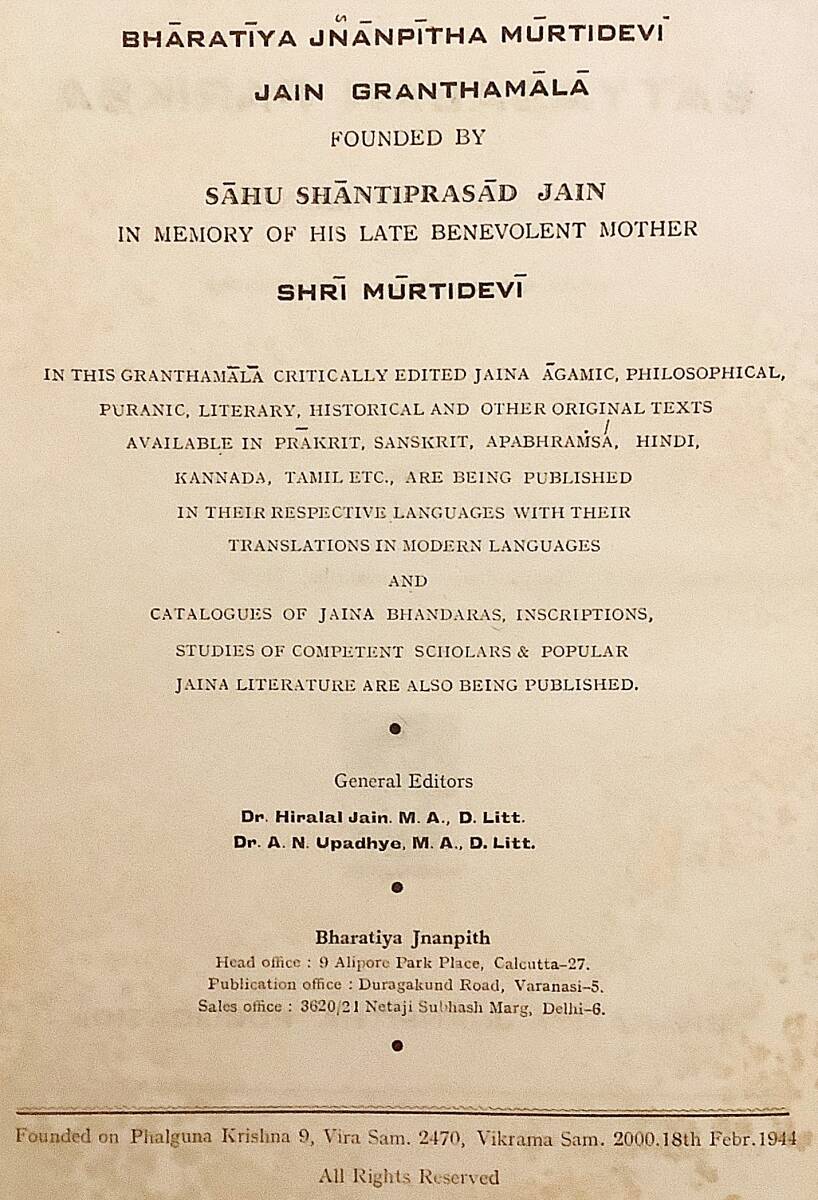 BHĀRATĪYA JÑĀNPĪTHA MŪRTIDEVĪ
JAIN GRANTHAMĀLĀ
FOUNDED BY
SĀHU SHĀNTIPRASĀD JAIN
IN MEMORY OF HIS LATE BENEVOLENT MOTHER
SHRĪ MŪRTIDEVĪ
IN THIS GRANTHAMĀLĀ CRITICALLY EDITED JAINA ĀGAMIC, PHILOSOPHICAL,
PURANIC, LITERARY, HISTORICAL AND OTHER ORIGINAL TEXTS
AVAILABLE IN PRĀKRIT, SANSKRIT, APABHRAṀŚA, HINDI,
KANNADA, TAMIL ETC., ARE BEING PUBLISHED
IN THEIR RESPECTIVE LANGUAGES WITH THEIR
TRANSLATIONS IN MODERN LANGUAGES
AND
CATALOGUES OF JAINA BHANDARAS, INSCRIPTIONS,
STUDIES OF COMPETENT SCHOLARS & POPULAR
JAINA LITERATURE ARE ALSO BEING PUBLISHED.
General Editors
Dr. Hiralal Jain. M. A., D. Litt.
Dr. A. N. Upadhye, M. A., D. Litt.
Bharatiya Jnanpith
Head office : 9 Alipore Park Place, Calcutta-27.
Publication office : Duragakund Road, Varanasi-5.
Sales office : 3620/21 Netaji Subhash Marg, Delhi-6.
Founded on Phalguna Krishna 9, Vira Sam. 2470, Vikrama Sam. 2000.18th Febr.1944
All Rights Reserved